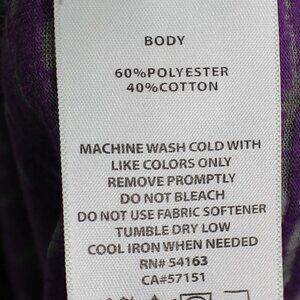 BODY
60%POLYESTER
40%COTTON
MACHINE WASH COLD WITH
LIKE COLORS ONLY
REMOVE PROMPTLY
DO NOT BLEACH
DO NOT USE FABRIC SOFTENER
TUMBLE DRY LOW
COOL IRON WHEN NEEDED
RN# 54163
CA#57151